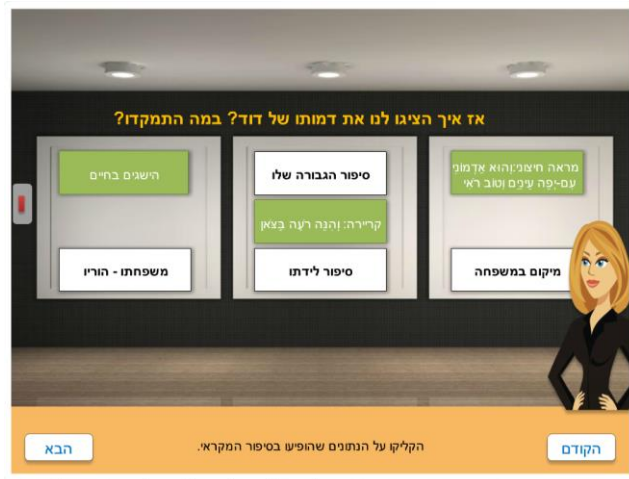 אז איך הציגו לנו את דמותו של דוד? במה התמקדו?
מראה חיצוני:וְהוּא אַדְמוֹנִי
עִם-יְפֵה עֵינַיִם וְטוֹב רֹאִי
מיקום במשפחה
סיפור הגבורה שלו
קריירה: וְהִנֵּה רֹעֶה בַּצֹּאן
סיפור לידתו
הישגים בחיים
משפחתו - הוריו
הקליקו על הנתונים שהופיעו בסיפור המקראי.
הקודם
הבא